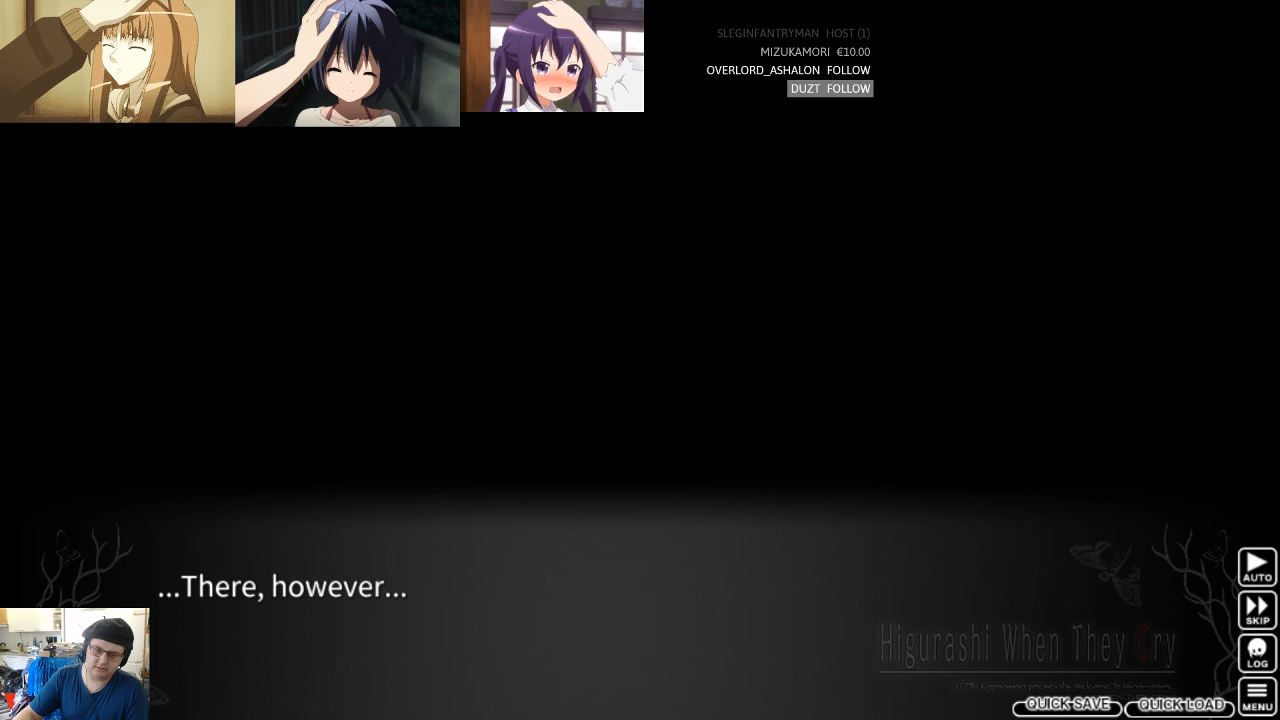 SLEGINFANTRYMAN HOST (1)
MIZUKAMORI €10.00
OVERLORD_ASHALON FOLLOW
DUZT FOLLOW
...There, however...
AUTO
SKIP
LOG
MENU
Higurashi When They Cry
QUICK SAVE
QUICK LOAD